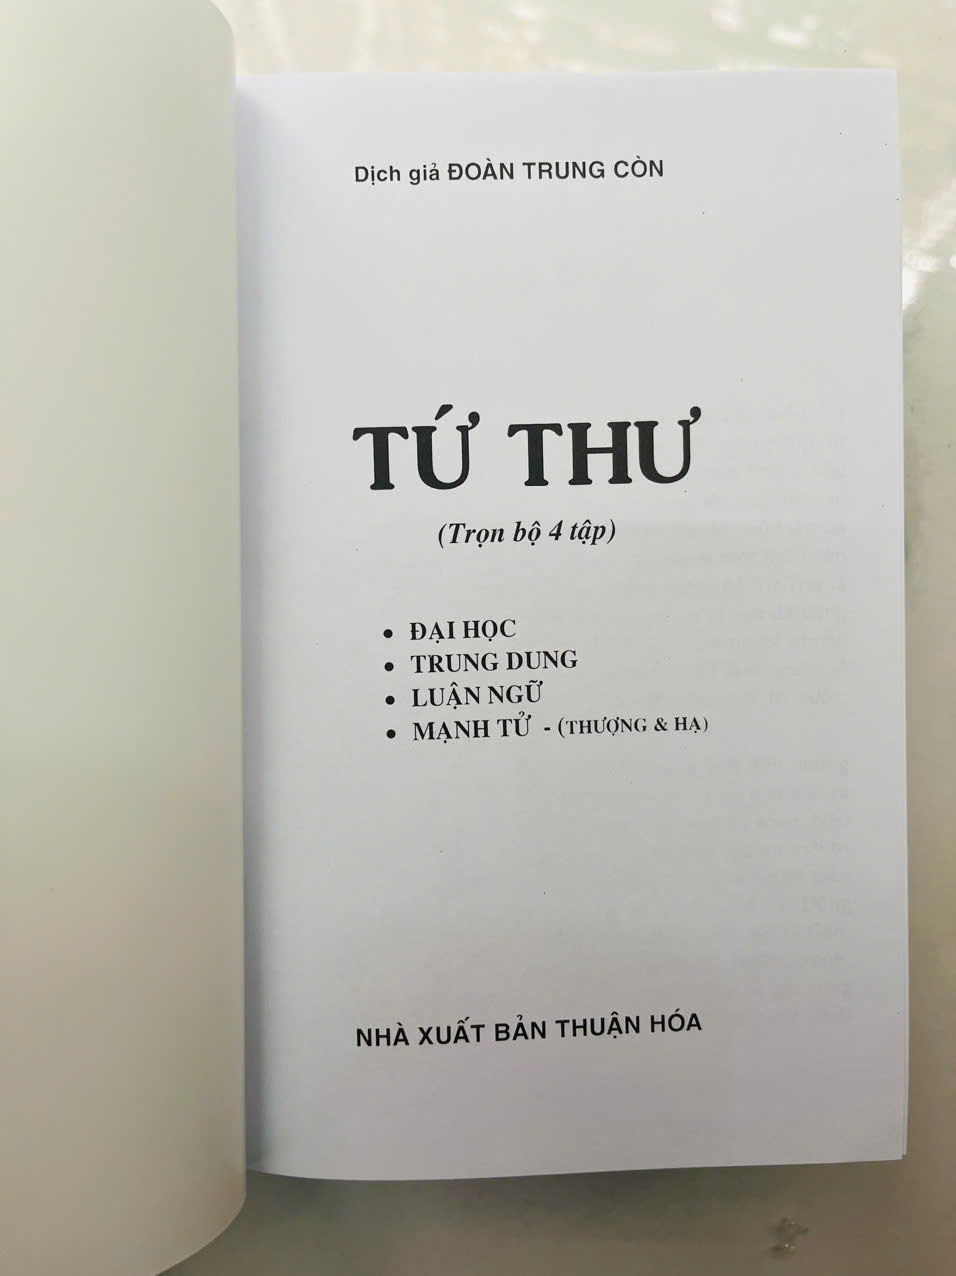 Dịch giả ĐOÀN TRUNG CÒN
TỨ THƯ
(Trọn bộ 4 tập)
• ĐẠI HỌC
• TRUNG DUNG
• LUẬN NGỮ
• MẠNH TỬ - (THƯỢNG & HẠ)
NHÀ XUẤT BẢN THUẬN HÓA